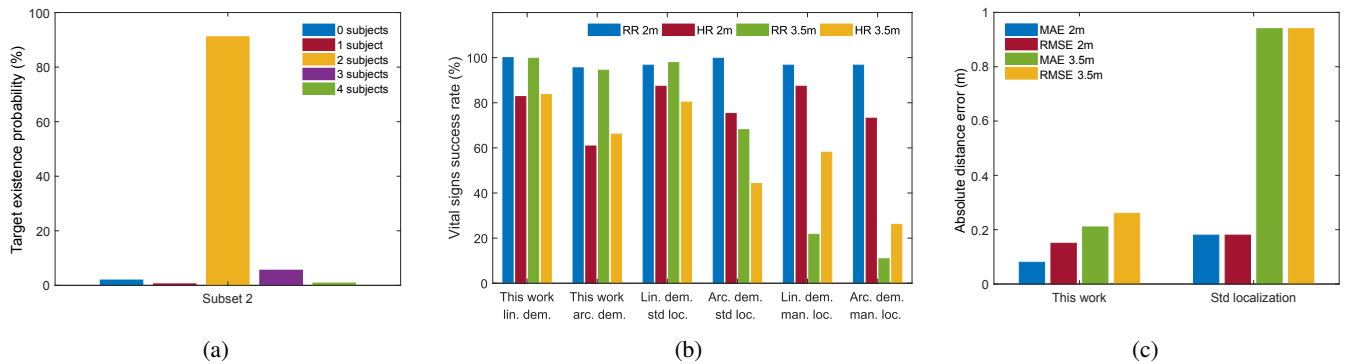 Target existence probability (%)
100
80
60
40
20
0
0 subjects
1 subject
2 subjects
3 subjects
4 subjects
Subset 2
(a)
Vital signs success rate (%)
100
80
60
40
20
0
RR 2m
HR 2m
RR 3.5m
HR 3.5m
This work
lin. dem.
This work
arc. dem.
Lin. dem.
std loc.
Arc. dem.
std loc.
Lin. dem.
man. loc.
Arc. dem.
man. loc.
(b)
Absolute distance error (m)
1
0.8
0.6
0.4
0.2
0
MAE 2m
RMSE 2m
MAE 3.5m
RMSE 3.5m
This work
Std localization
(c)